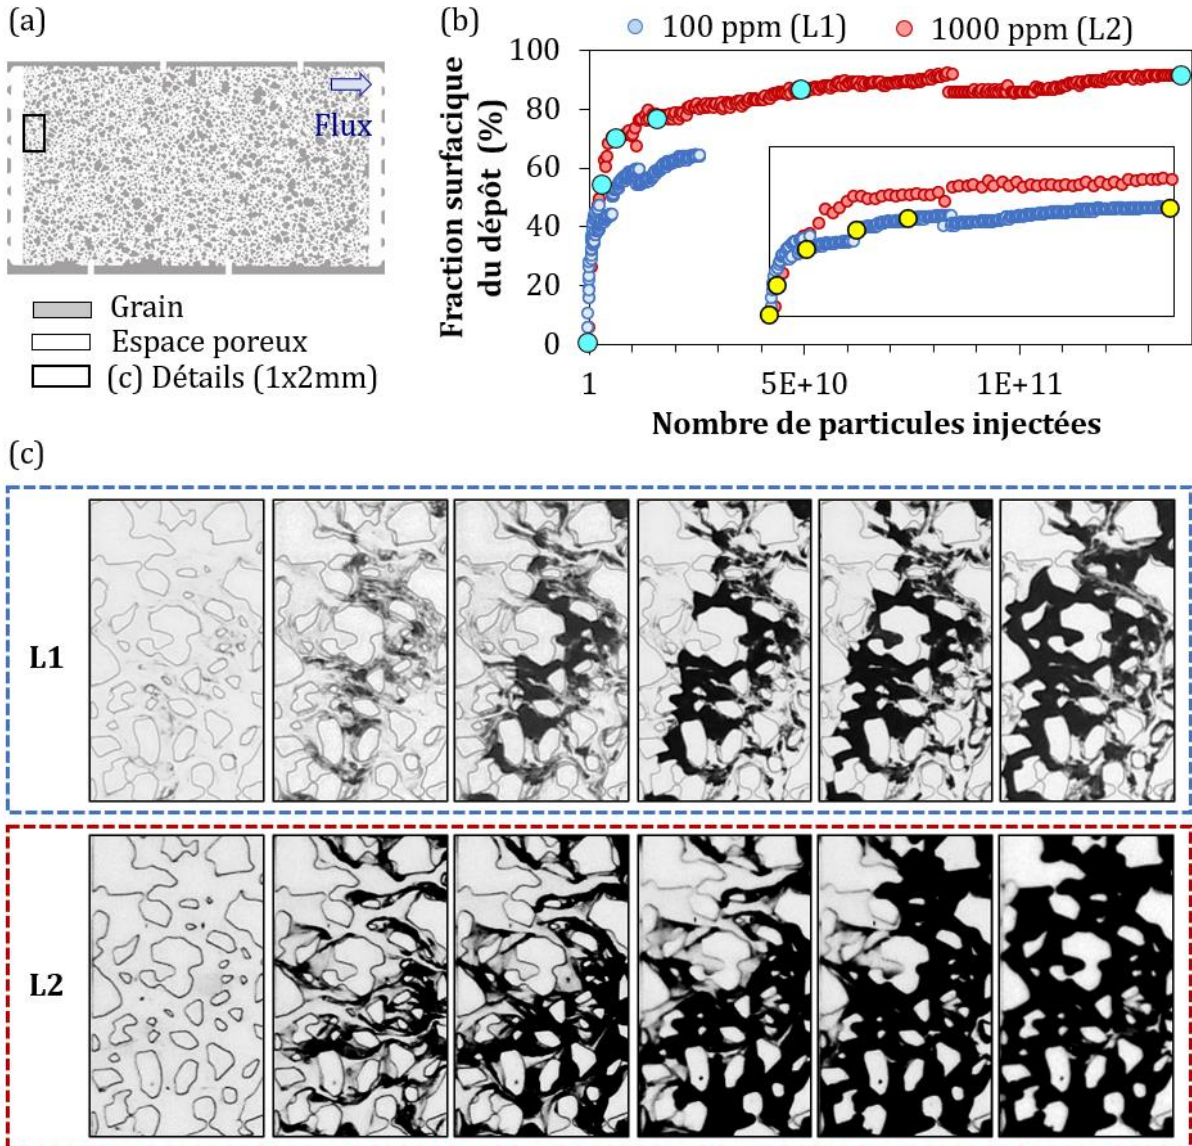 (a)
Flux
Grain
Espace poreux
(c) Détails (1x2mm)
(b)
100 ppm (L1)
1000 ppm (L2)
Fraction surfacique
du dépôt (%)
100
80
60
40
20
0
1
5E+10
1E+11
Nombre de particules injectées
(c)
L1
L2